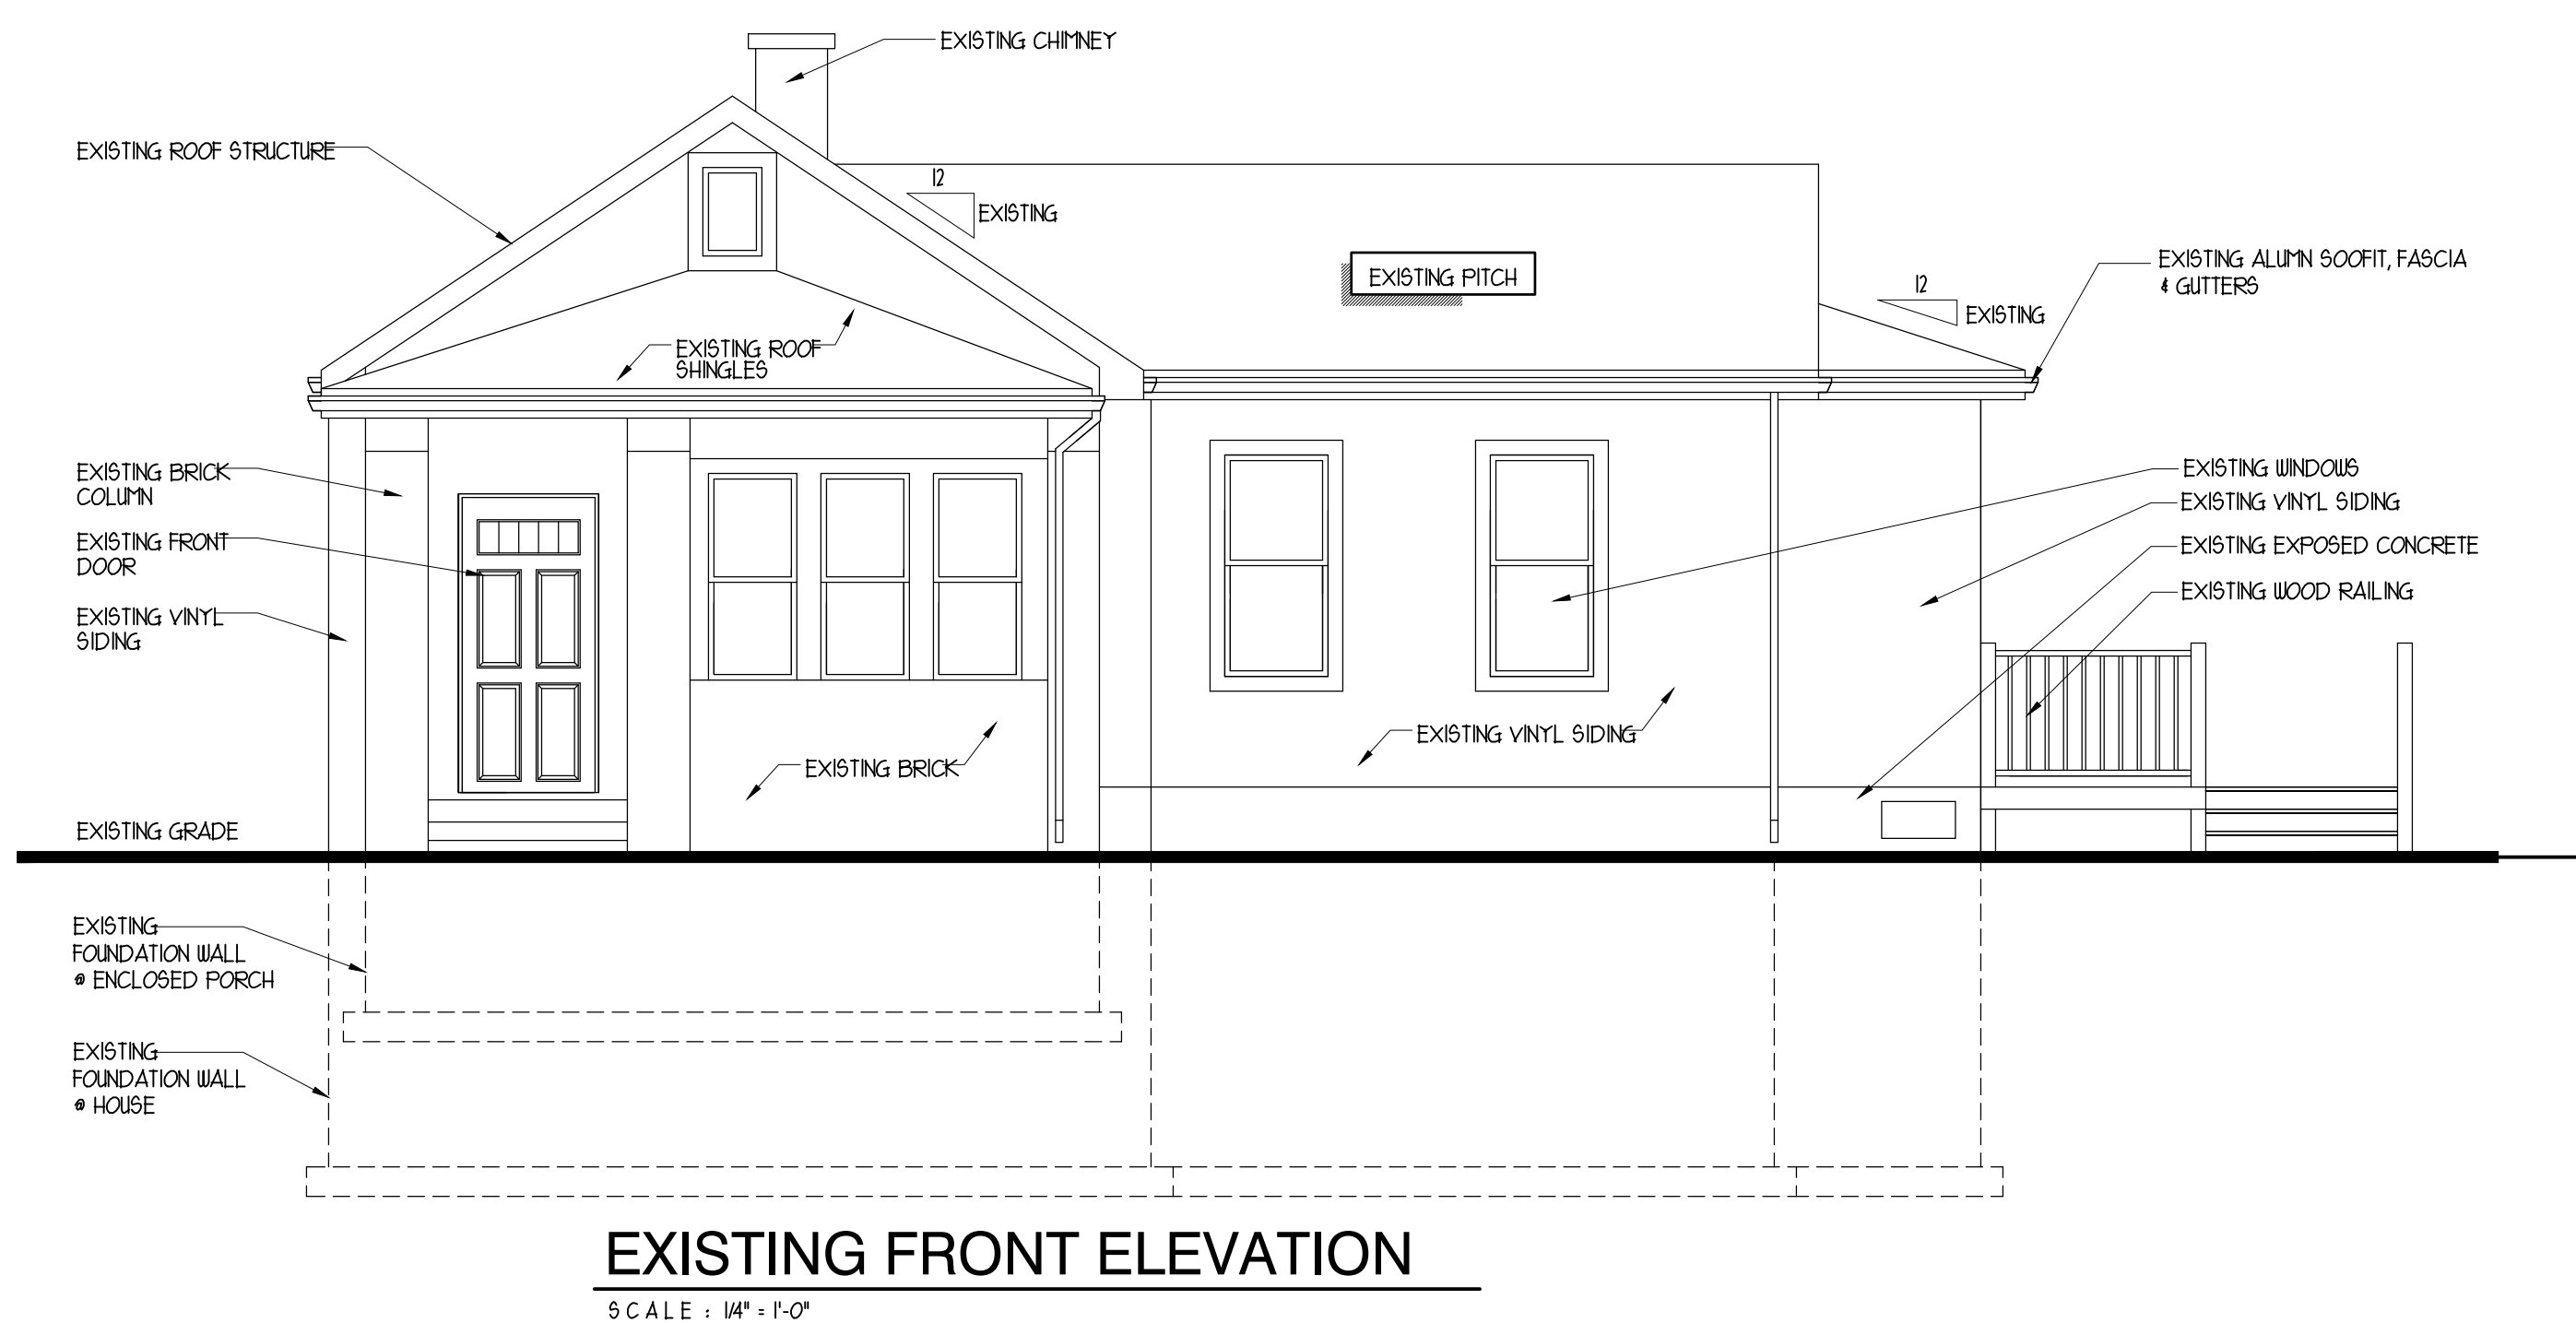 EXISTING CHIMNEY
EXISTING ROOF STRUCTURE
12
EXISTING
EXISTING PITCH
12
EXISTING
EXISTING ALUMN SOOFIT, FASCIA
& GUTTERS
EXISTING ROOF
SHINGLES
EXISTING BRICK
COLUMN
EXISTING FRONT
DOOR
EXISTING VINYL
SIDING
EXISTING WINDOWS
EXISTING VINYL SIDING
EXISTING EXPOSED CONCRETE
EXISTING WOOD RAILING
EXISTING VINYL SIDING
EXISTING BRICK
EXISTING GRADE
EXISTING
FOUNDATION WALL
@ ENCLOSED PORCH
EXISTING
FOUNDATION WALL
@ HOUSE
EXISTING FRONT ELEVATION
SCALE : 1/4" = 1'-0"